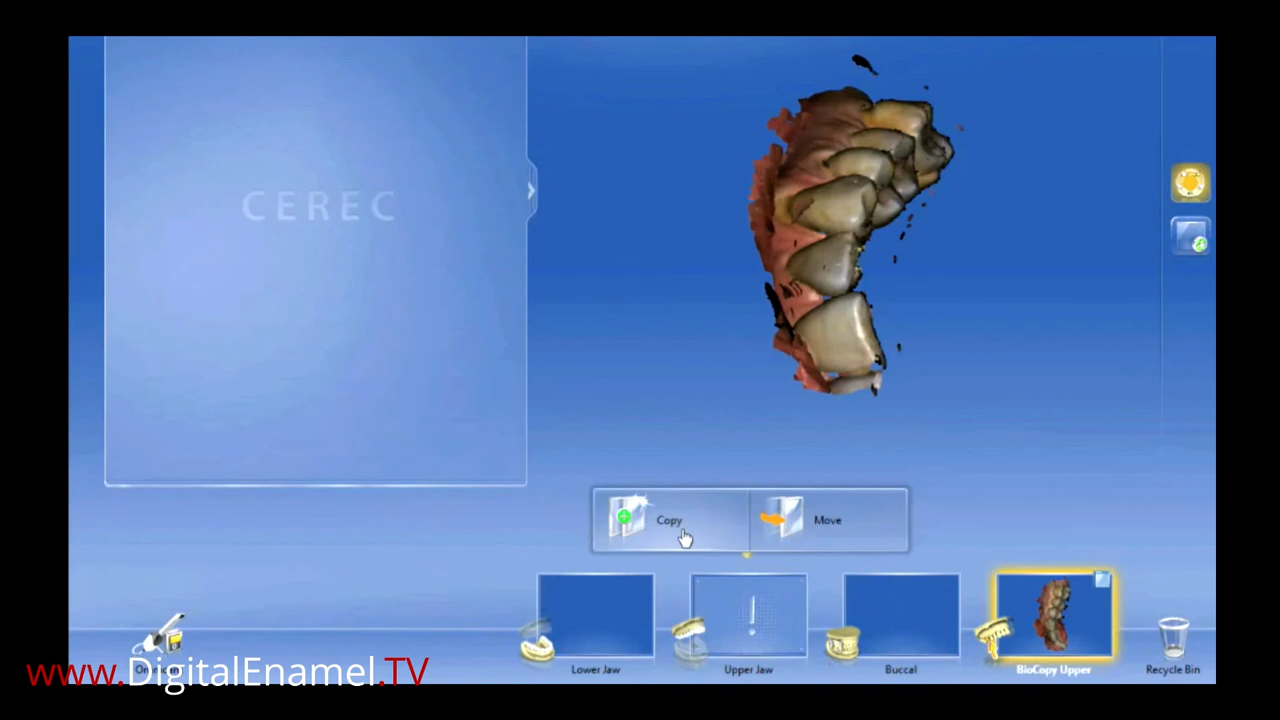 CEREC
Copy
Move
Lower Jaw
Upper Jaw
Buccal
BioCopy Upper
Recycle Bin
www.DigitalEnamel.TV